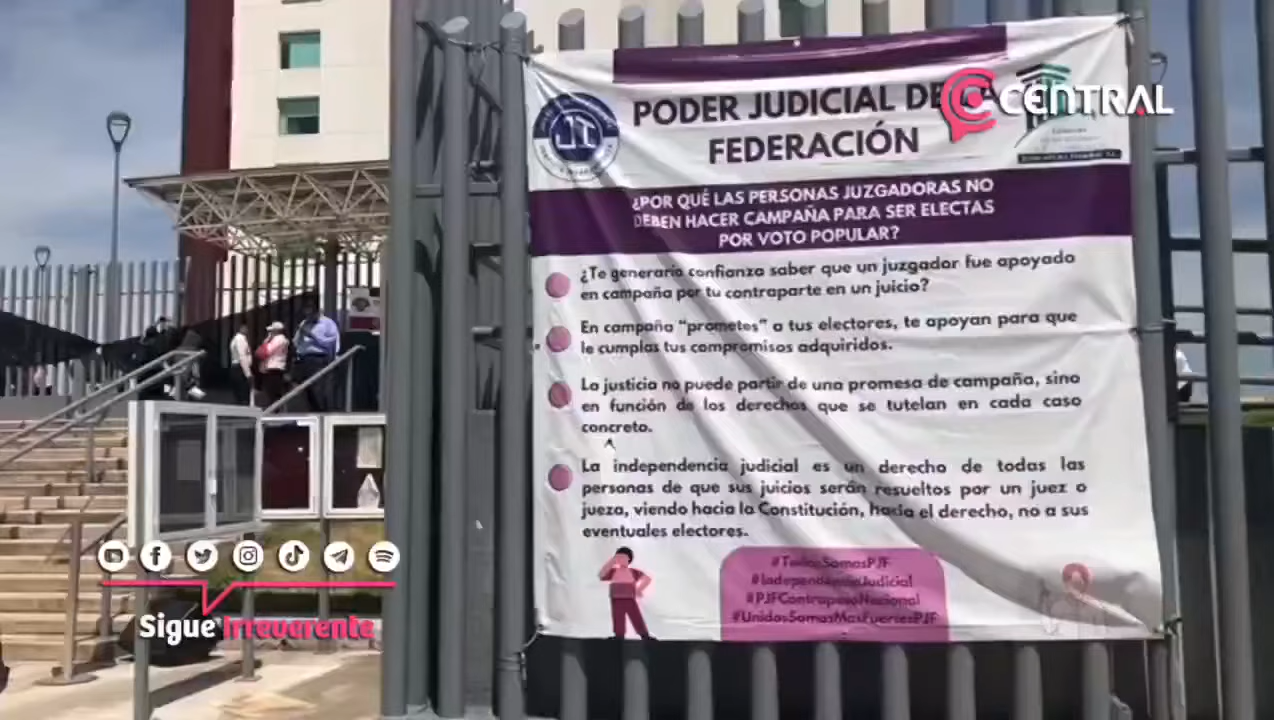 PODER JUDICIAL DE LA
FEDERACIÓN
CENTRAL
¿POR QUÉ LAS PERSONAS JUZGADORAS NO
DEBEN HACER CAMPAÑA PARA SER ELECTAS
POR VOTO POPULAR?
¿Te generaría confianza saber que un juzgador fue apoyado
en campaña por tu contraparte en un juicio?
En campaña “prometes” a tus electores, te apoyan para que
le cumplas tus compromisos adquiridos.
La justicia no puede partir de una promesa de campaña, sino
en función de los derechos que se tutelan en cada caso
concreto.
La independencia judicial es un derecho de todas las
personas de que sus juicios serán resueltos por un juez o
jueza, viendo hacia la Constitución, hacia el derecho, no a sus
eventuales electores.
#TodosSomosPJF
#IndependenciaJudicial
#PJFContrapesoNacional
#UnidosSomosMasFuertesPJF
Sigue Irreverente